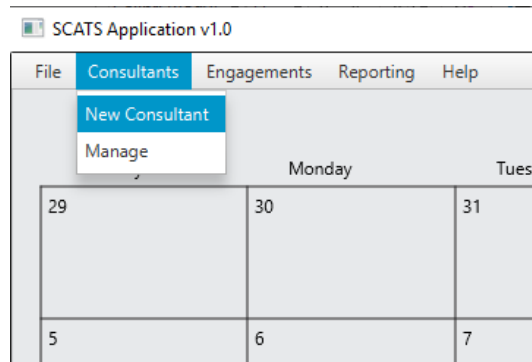 SCATS Application v1.0
File Consultants Engagements Reporting Help
New Consultant
Manage
Monday Tues
29 30 31
5 6 7